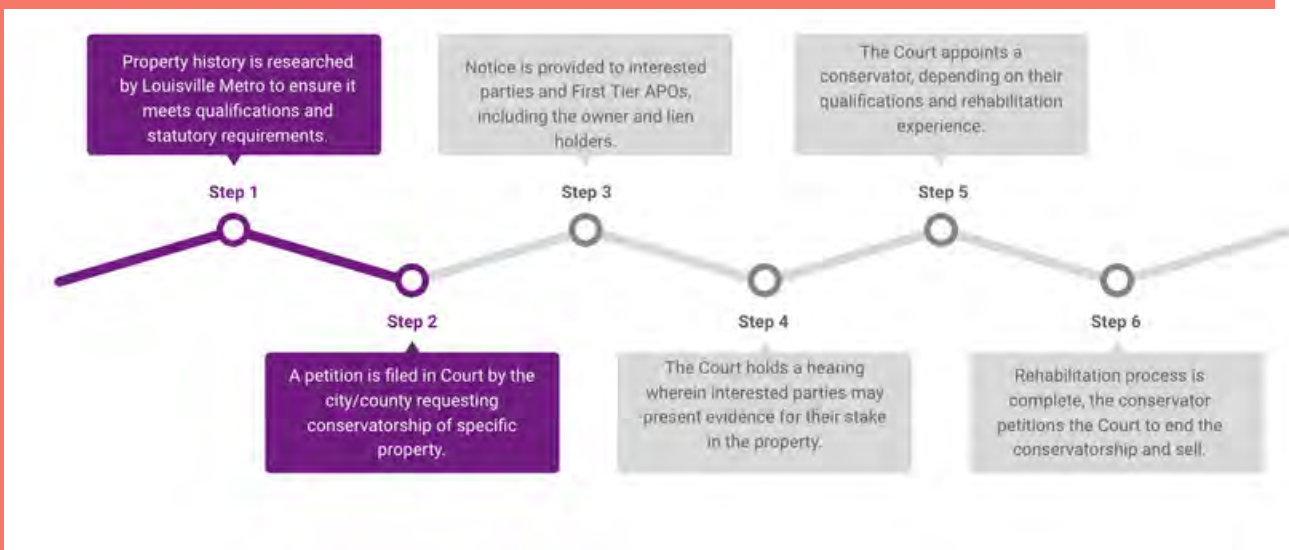 Property history is researched
by Louisville Metro to ensure it
meets qualifications and
statutory requirements.
Step 1
Step 2
A petition is filed in Court by the
city/county requesting
conservatorship of specific
property.
Notice is provided to interested
parties and First Tier APOs,
including the owner and lien
holders.
Step 3
Step 4
The Court holds a hearing
wherein interested parties may
present evidence for their stake
in the property.
The Court appoints a
conservator, depending on their
qualifications and rehabilitation
experience.
Step 5
Step 6
Rehabilitation process is
complete, the conservator
petitions the Court to end the
conservatorship and sell.